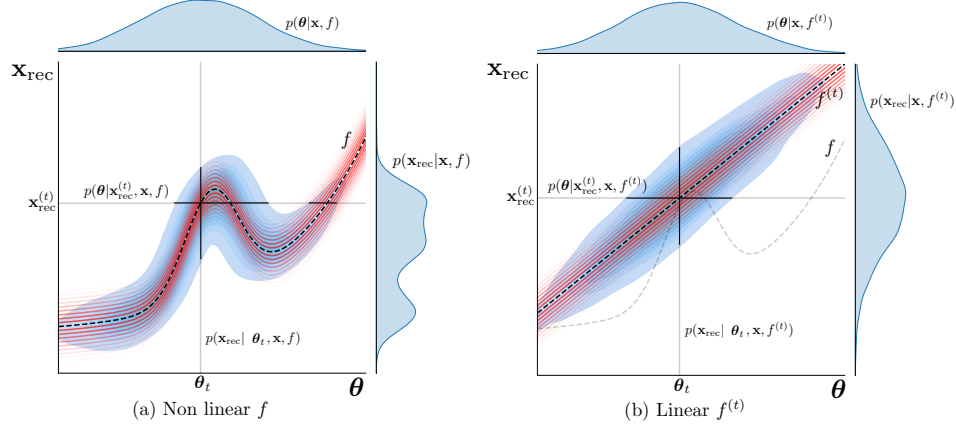 p(θ|x, f)
x_rec
f
p(x_rec|x, f)
p(θ|x_rec^(t), x, f)
x_rec^(t)
p(x_rec| θ_t, x, f)
θ_t
θ
(a) Non linear f
p(θ|x, f^(t))
x_rec
f^(t)
p(x_rec|x, f^(t))
f
p(θ|x_rec^(t), x, f^(t))
x_rec^(t)
p(x_rec| θ_t, x, f^(t))
θ_t
θ
(b) Linear f^(t)